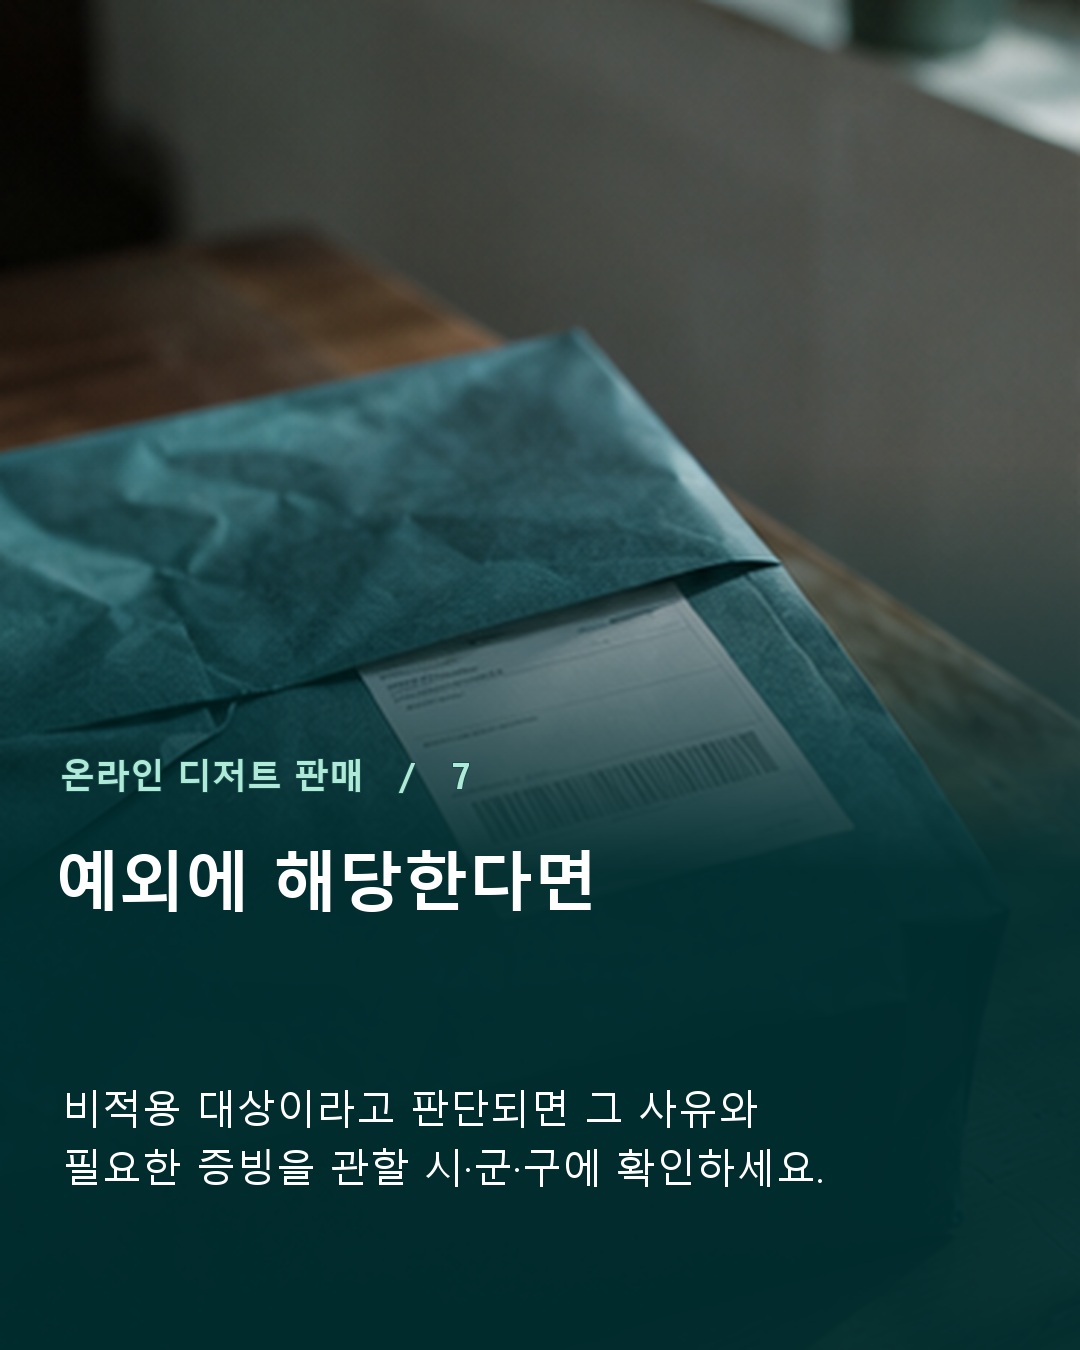 온라인 디저트 판매 / 7
예외에 해당한다면
비적용 대상이라고 판단되면 그 사유와
필요한 증빙을 관할 시·군·구에 확인하세요.